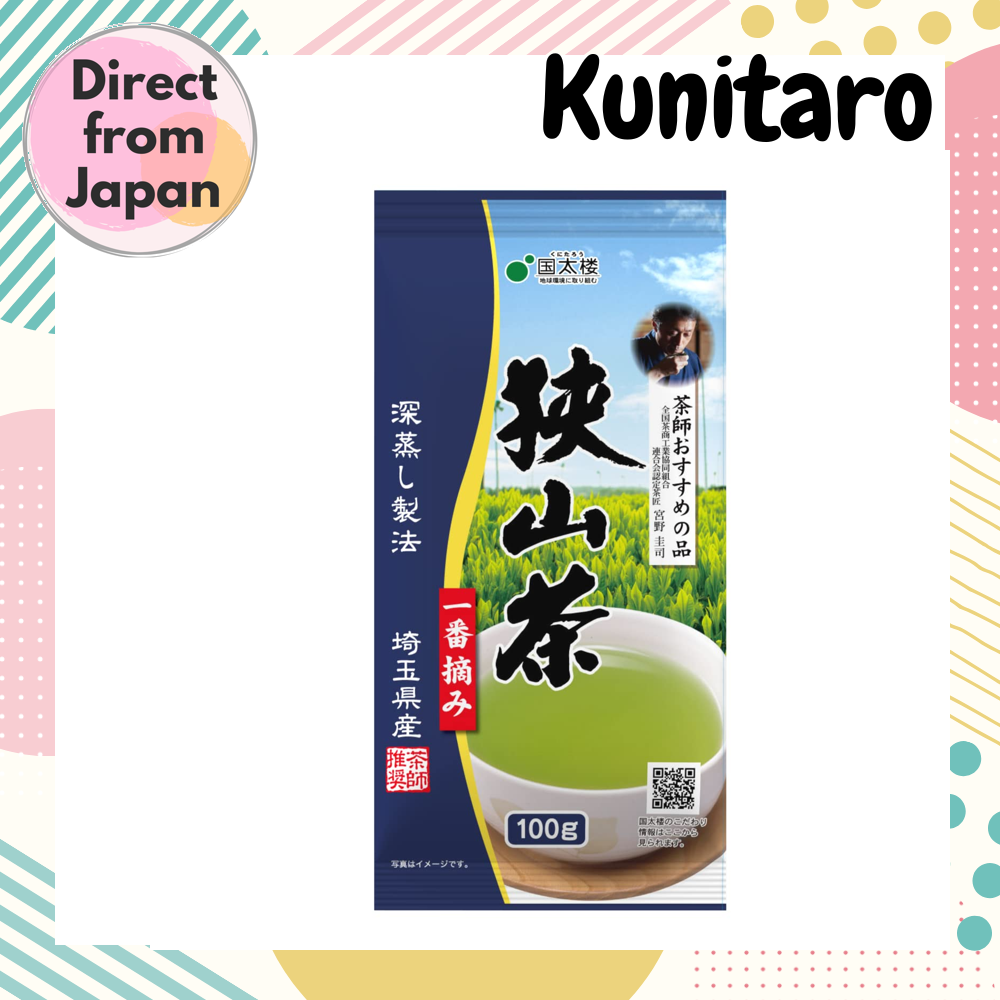 Direct
from
Japan
Kunitaro
くにたろう
国太楼
地球環境に取り組む
茶師おすすめの品
全国茶商工業協同組合
連合会認定茶匠 宮野 圭司
狭山茶
深蒸し製法
一番摘み
埼玉県産
茶師
推奨
100g
国太楼のこだわり
情報はここから
見られます。
写真はイメージです。